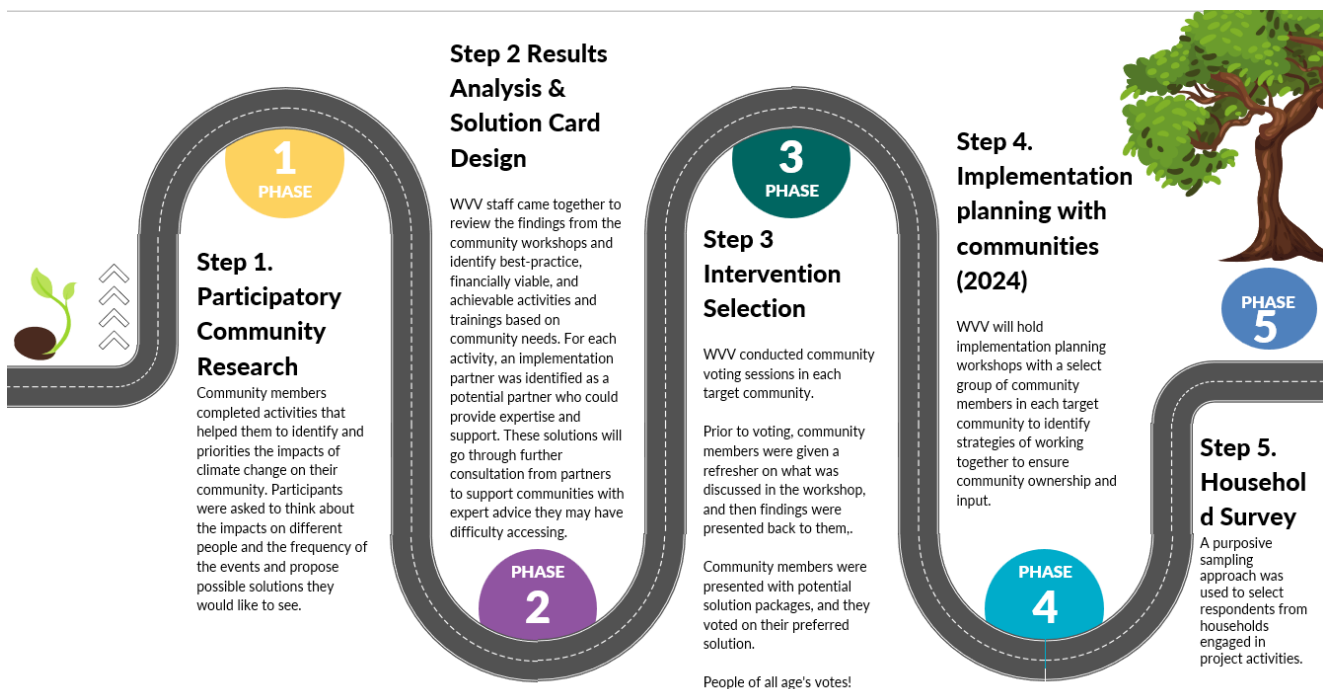 1
PHASE
Step 1.
Participatory
Community
Research
Community members
completed activities that
helped them to identify and
priorities the impacts of
climate change on their
community. Participants
were asked to think about
the impacts on different
people and the frequency of
the events and propose
possible solutions they
would like to see.
Step 2 Results
Analysis &
Solution Card
Design
WVV staff came together to
review the findings from the
community workshops and
identify best-practice,
financially viable, and
achievable activities and
trainings based on
community needs. For each
activity, an implementation
partner was identified as a
potential partner who could
provide expertise and
support. These solutions will
go through further
consultation from partners
to support communities with
expert advice they may have
difficulty accessing.
PHASE
2
3
PHASE
Step 3
Intervention
Selection
WVV conducted community
voting sessions in each
target community.
Prior to voting, community
members were given a
refresher on what was
discussed in the workshop,
and then findings were
presented back to them,.
Community members were
presented with potential
solution packages, and they
voted on their preferred
solution.
People of all age's votes!
Step 4.
Implementation
planning with
communities
(2024)
WVV will hold
implementation planning
workshops with a select
group of community
members in each target
community to identify
strategies of working
together to ensure
community ownership and
input.
PHASE
4
PHASE
5
Step 5.
Househol
d Survey
A purposive
sampling
approach was
used to select
respondents from
households
engaged in
project activities.